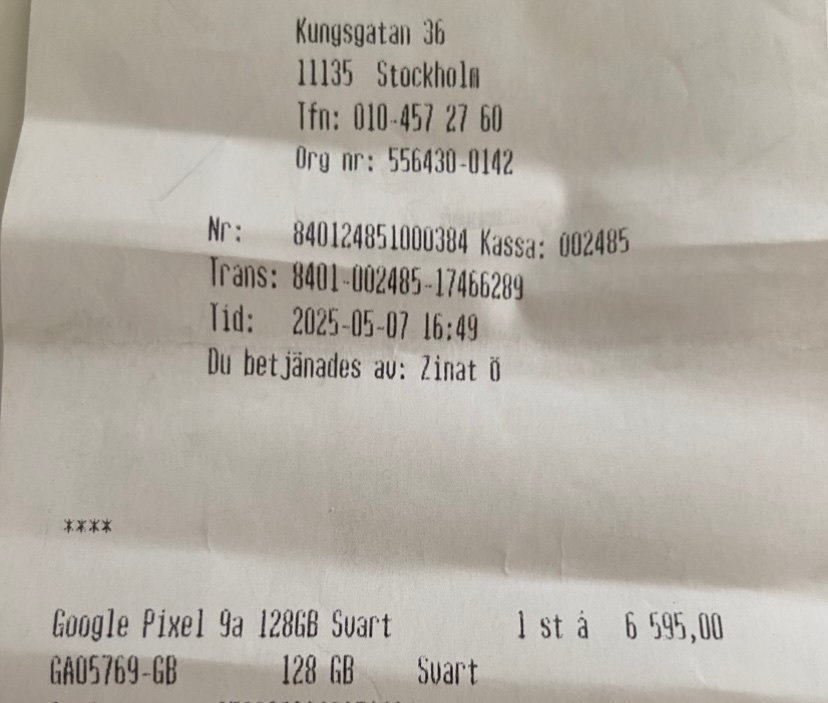 Kungsgatan 36
11135 Stockholm
Tfn: 010-457 27 60
Org nr: 556430-0142
Nr: 840124851000384 Kassa: 002485
Trans: 8401-002485-17466289
Tid: 2025-05-07 16:49
Du betjänades av: Zinat Ö
****
Google Pixel 9a 128GB Svart 1 st à 6 595,00
GA05769-GB 128 GB Svart